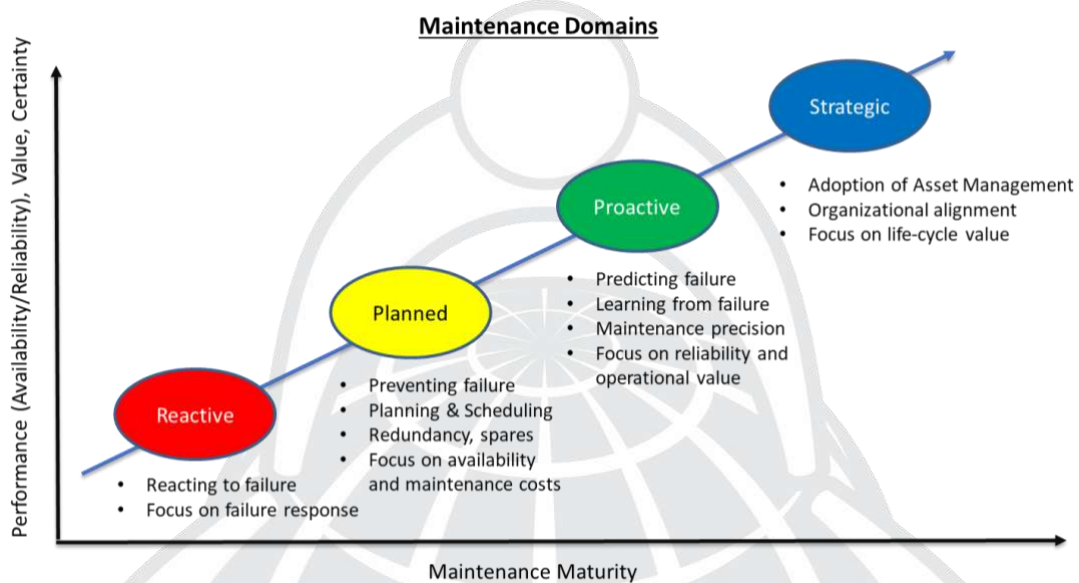 Maintenance Domains
Performance (Availability/Reliability), Value, Certainty
Strategic
• Adoption of Asset Management
• Organizational alignment
• Focus on life-cycle value
Proactive
• Predicting failure
• Learning from failure
• Maintenance precision
• Focus on reliability and
operational value
Planned
• Preventing failure
• Planning & Scheduling
• Redundancy, spares
• Focus on availability
and maintenance costs
Reactive
• Reacting to failure
• Focus on failure response
Maintenance Maturity